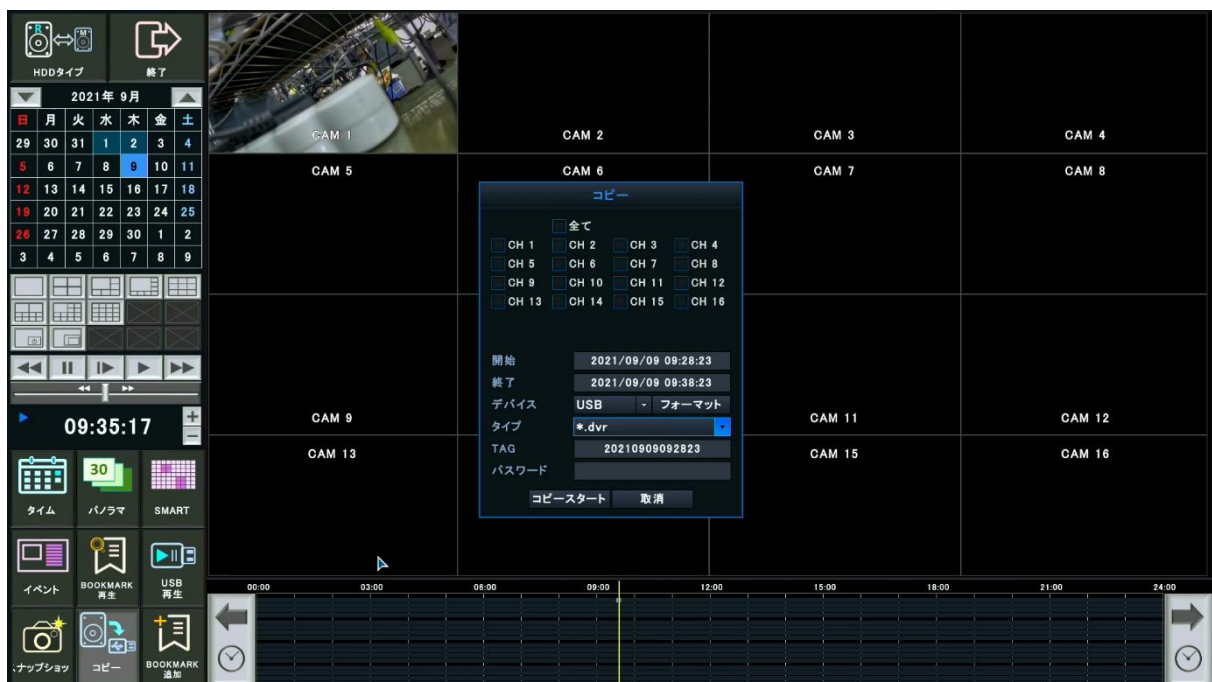 R M
HDDタイプ 終了
2021年 9月
日 月 火 水 木 金 土
29 30 31 1 2 3 4
5 6 7 8 9 10 11
12 13 14 15 16 17 18
19 20 21 22 23 24 25
26 27 28 29 30 1 2
3 4 5 6 7 8 9
09:35:17
+
−
30
タイム パノラマ SMART
イベント BOOKMARK 再生 USB 再生
ナップショッ コピー BOOKMARK 追加
CAM 1 CAM 2 CAM 3 CAM 4
CAM 5 CAM 6 CAM 7 CAM 8
CAM 9 CAM 11 CAM 12
CAM 13 CAM 15 CAM 16
コピー
全て
CH 1 CH 2 CH 3 CH 4
CH 5 CH 6 CH 7 CH 8
CH 9 CH 10 CH 11 CH 12
CH 13 CH 14 CH 15 CH 16
開始 2021/09/09 09:28:23
終了 2021/09/09 09:38:23
デバイス USB フォーマット
タイプ *.dvr
TAG 20210909092823
パスワード
コピースタート 取消
00:00 03:00 06:00 09:00 12:00 15:00 18:00 21:00 24:00